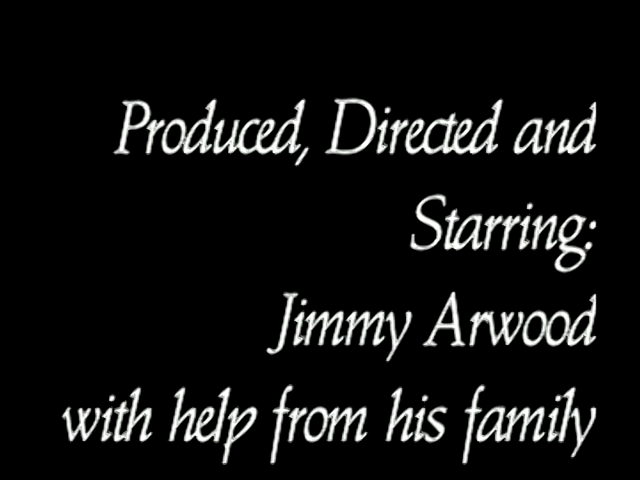 Produced, Directed and
Starring:
Jimmy Arwood
with help from his family